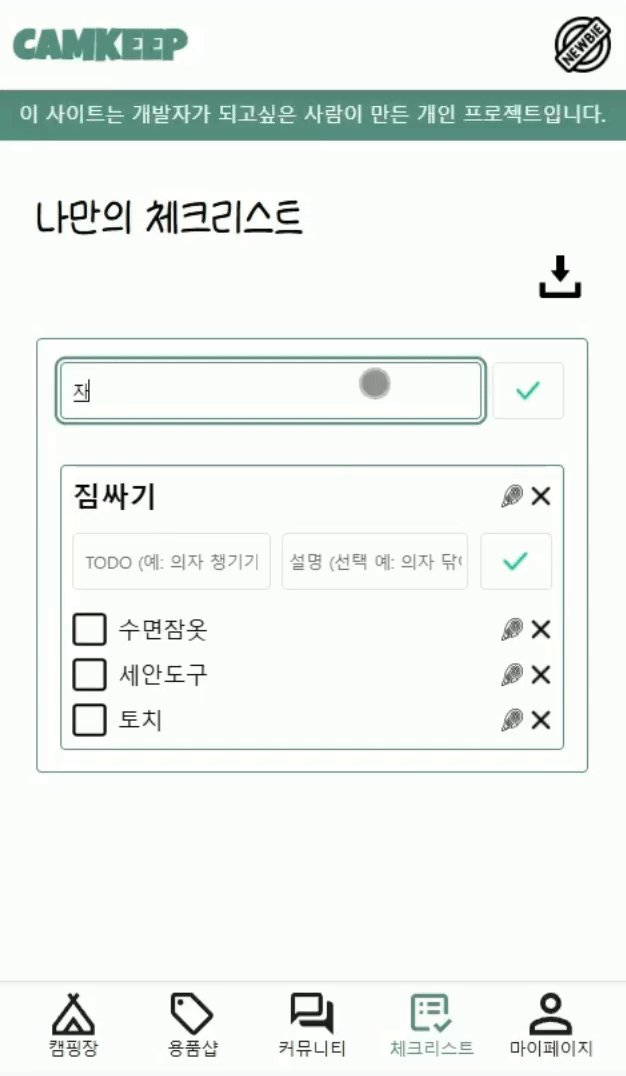 CAMKEEP
NEWBIE
이 사이트는 개발자가 되고싶은 사람이 만든 개인 프로젝트입니다.
나만의 체크리스트
재
짐싸기
TODO (예: 의자 챙기기
설명 (선택 예: 의자 닦
수면잠옷
세안도구
토치
캠핑장 용품샵 커뮤니티 체크리스트 마이페이지